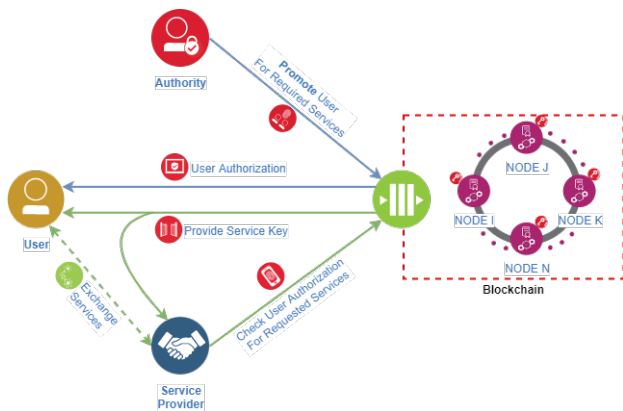 Authority
Promote User
For Required Services
User Authorization
Provide Service Key
User
Exchange
Services
Check User Authorization
For Requested Services
Service
Provider
NODE J
NODE I
NODE K
NODE N
Blockchain